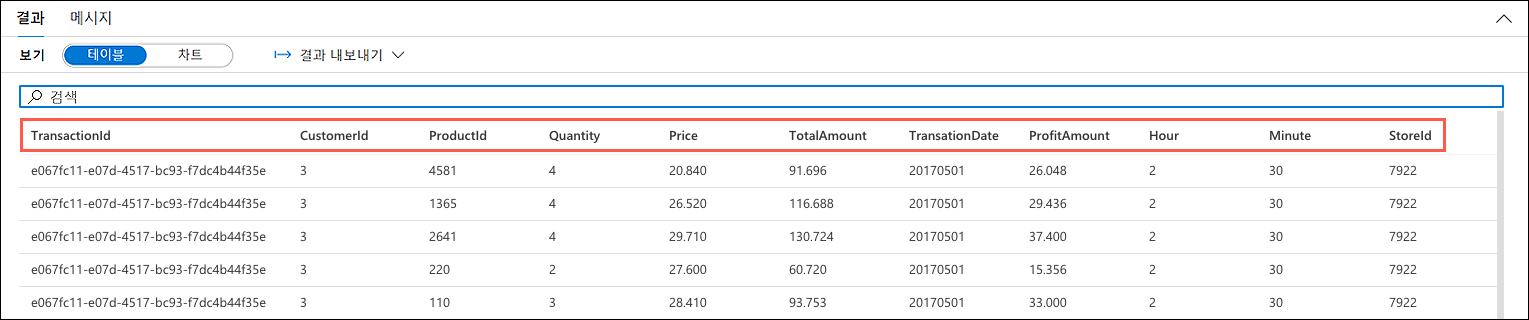 결과 메시지
보기 테이블 차트 결과 내보내기
검색
TransactionId CustomerId ProductId Quantity Price TotalAmount TransationDate ProfitAmount Hour Minute StoreId
e067fc11-e07d-4517-bc93-f7dc4b44f35e 3 4581 4 20.840 91.696 20170501 26.048 2 30 7922
e067fc11-e07d-4517-bc93-f7dc4b44f35e 3 1365 4 26.520 116.688 20170501 29.436 2 30 7922
e067fc11-e07d-4517-bc93-f7dc4b44f35e 3 2641 4 29.710 130.724 20170501 37.400 2 30 7922
e067fc11-e07d-4517-bc93-f7dc4b44f35e 3 220 2 27.600 60.720 20170501 15.356 2 30 7922
e067fc11-e07d-4517-bc93-f7dc4b44f35e 3 110 3 28.410 93.753 20170501 33.000 2 30 7922